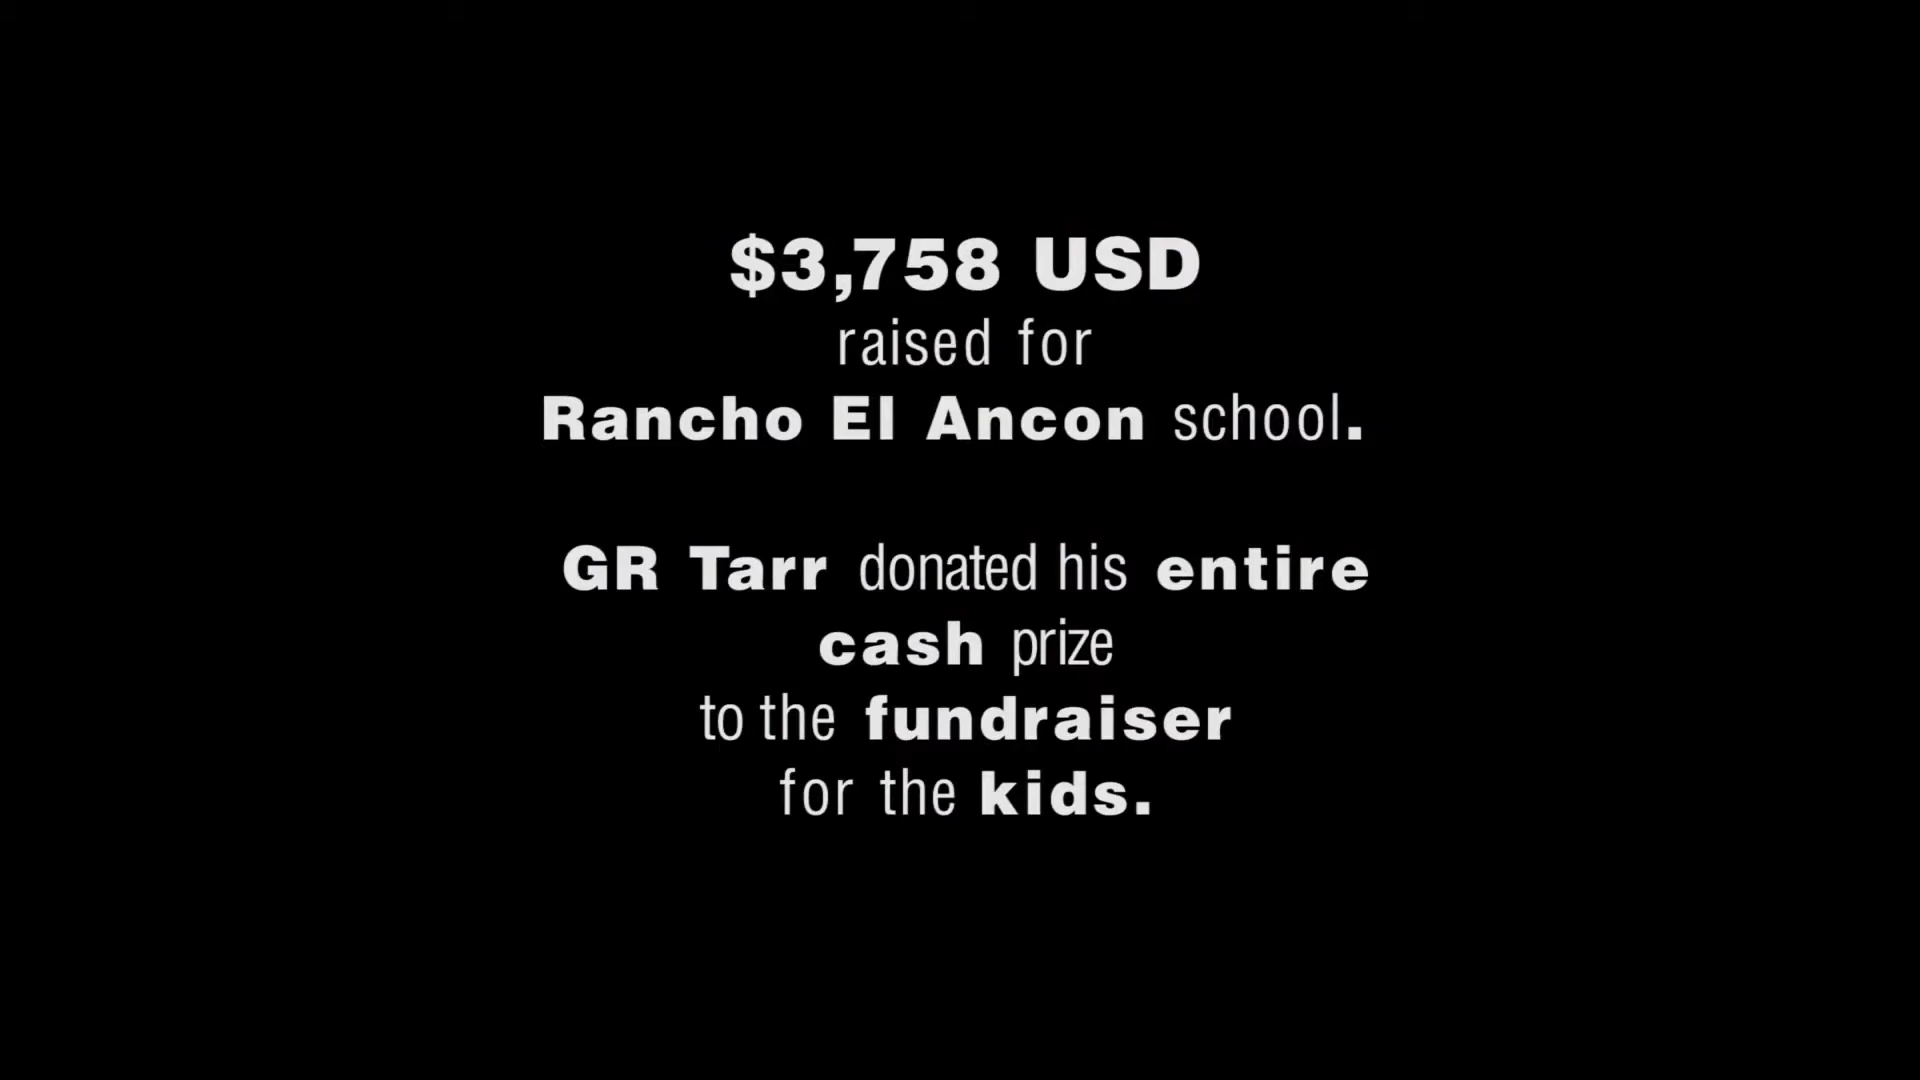 $3,758 USD
raised for
Rancho El Ancon school.
GR Tarr donated his entire
cash prize
to the fundraiser
for the kids.